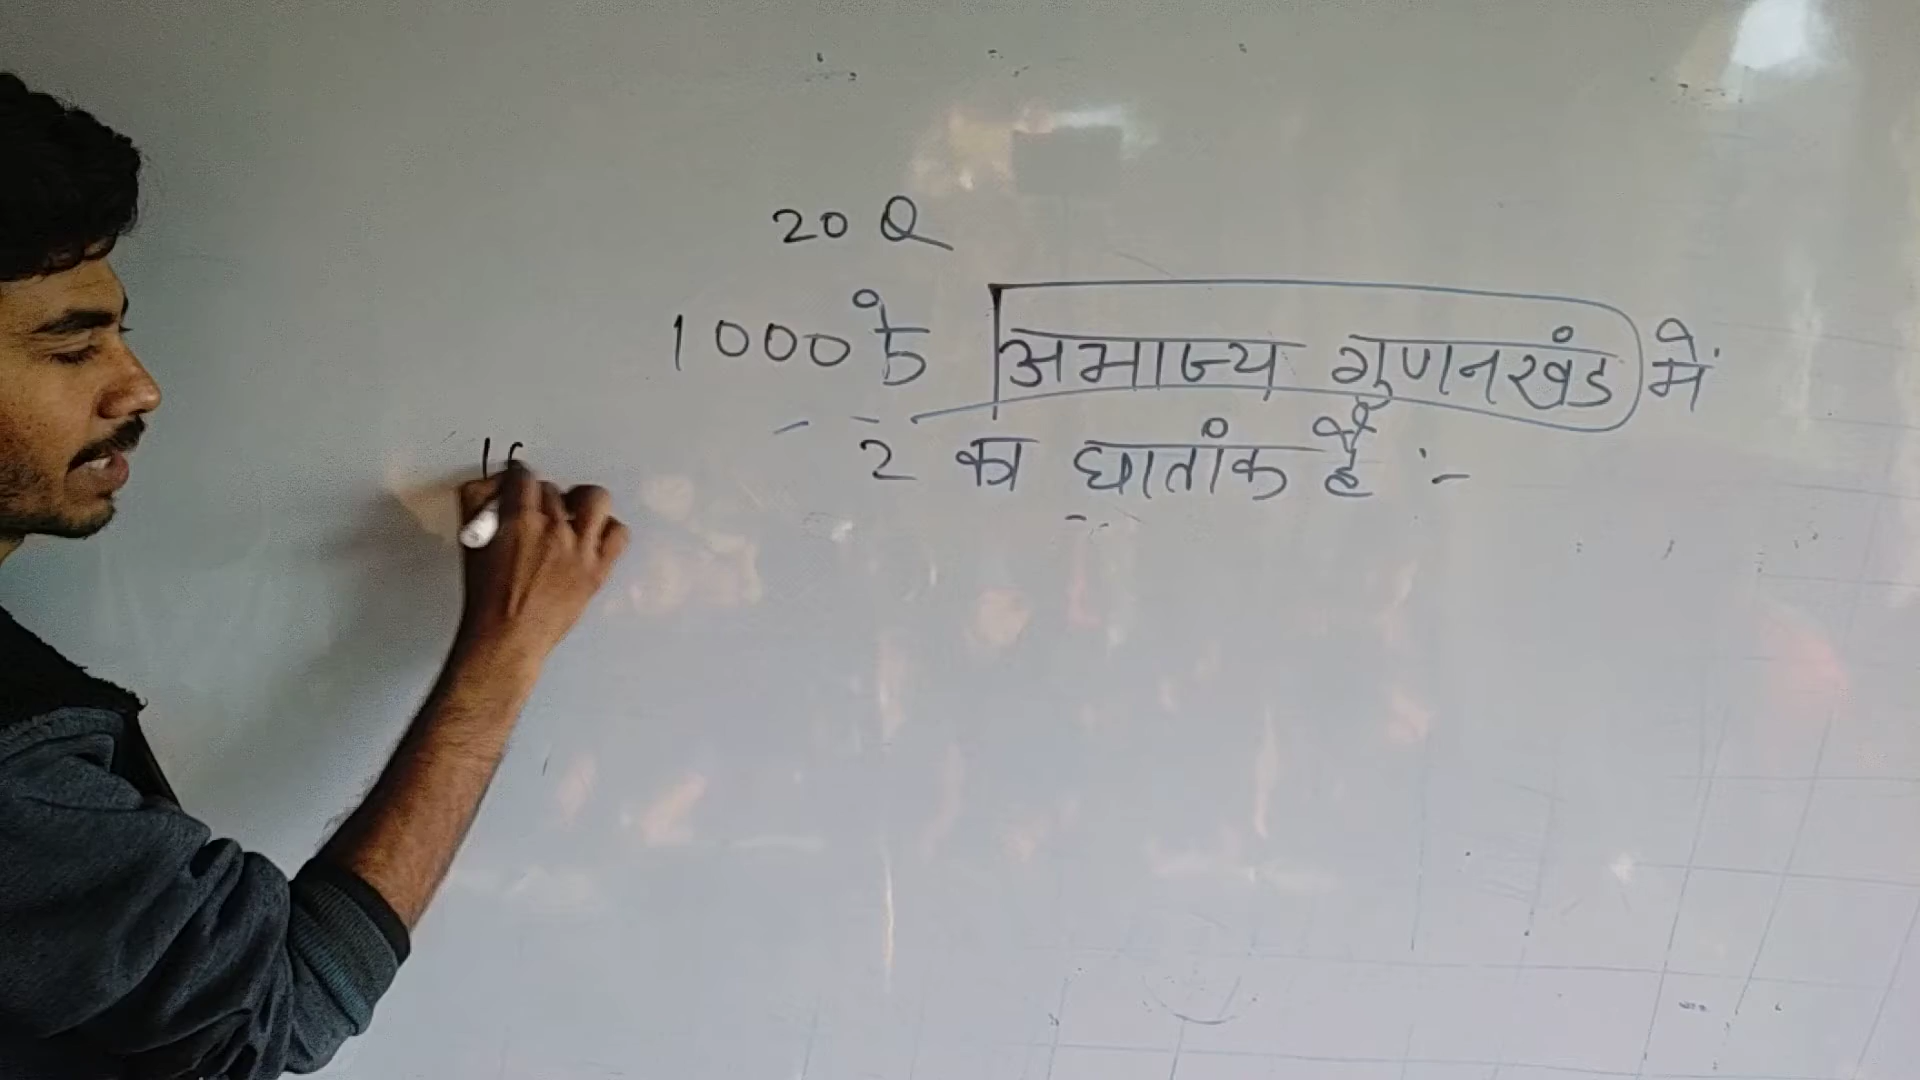 20 Q
1000 के अभाज्य गुणनखंड में
2 का घातांक है :-